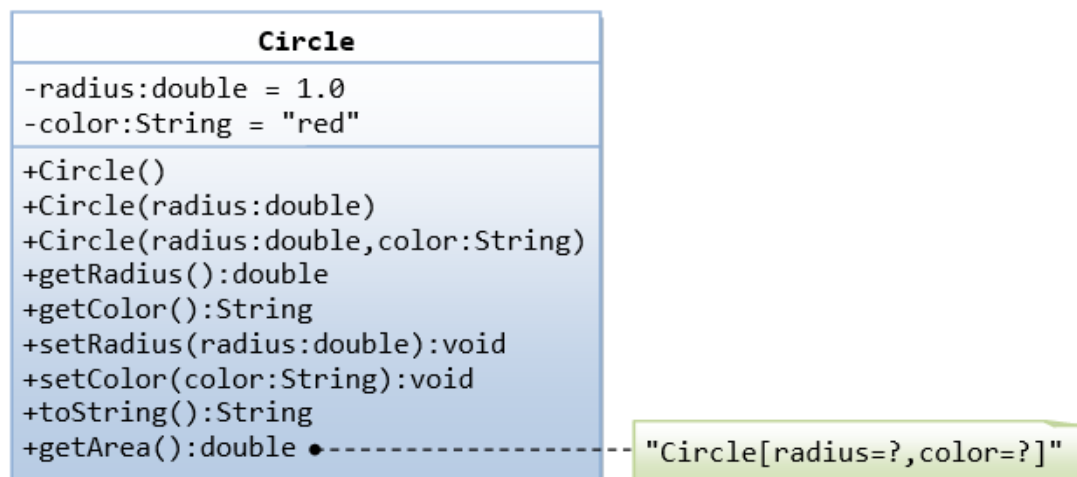 Circle
-radius:double = 1.0
-color:String = "red"
+Circle()
+Circle(radius:double)
+Circle(radius:double,color:String)
+getRadius():double
+getColor():String
+setRadius(radius:double):void
+setColor(color:String):void
+toString():String
+getArea():double
"Circle[radius=?,color=?]"